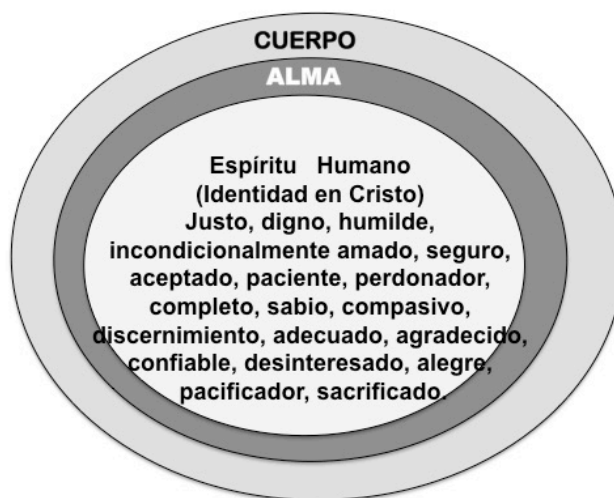 CUERPO
ALMA
Espíritu Humano
(Identidad en Cristo)
Justo, digno, humilde,
incondicionalmente amado, seguro,
aceptado, paciente, perdonador,
completo, sabio, compasivo,
discernimiento, adecuado, agradecido,
confiable, desinteresado, alegre,
pacificador, sacrificado.